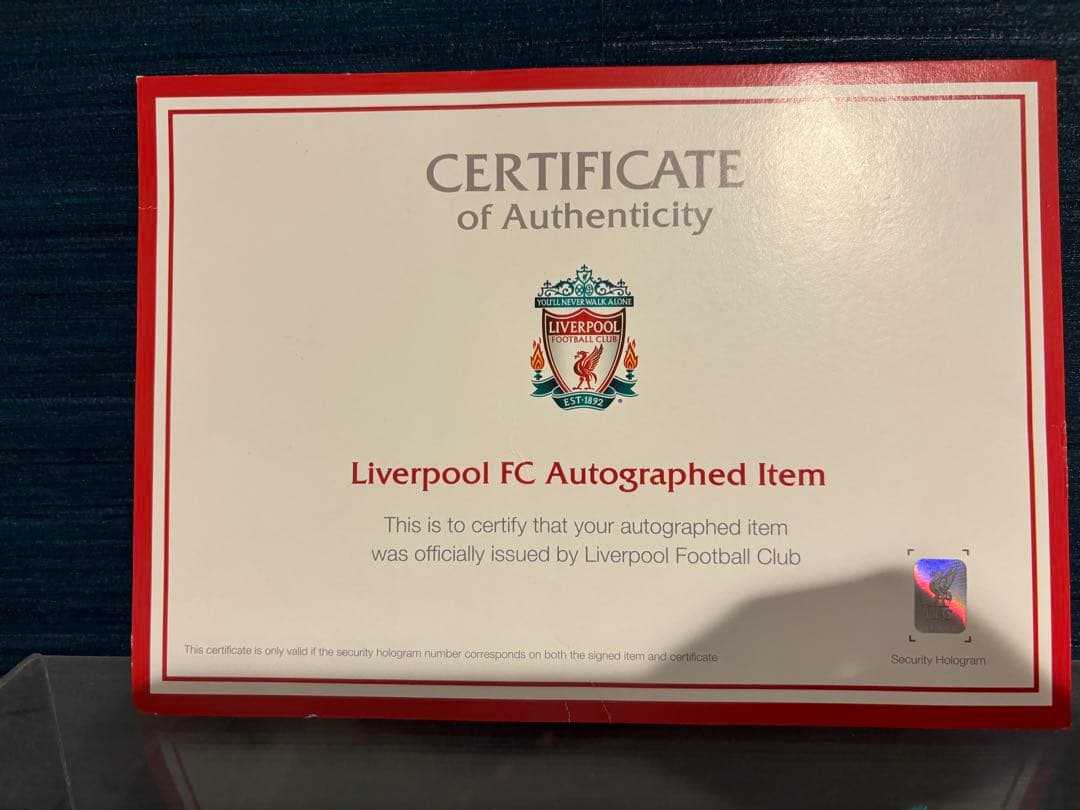 CERTIFICATE
of Authenticity
YOU'LL NEVER WALK ALONE
LIVERPOOL
FOOTBALL CLUB
EST·1892
Liverpool FC Autographed Item
This is to certify that your autographed item
was officially issued by Liverpool Football Club
This certificate is only valid if the security hologram number corresponds on both the signed item and certificate
Security Hologram